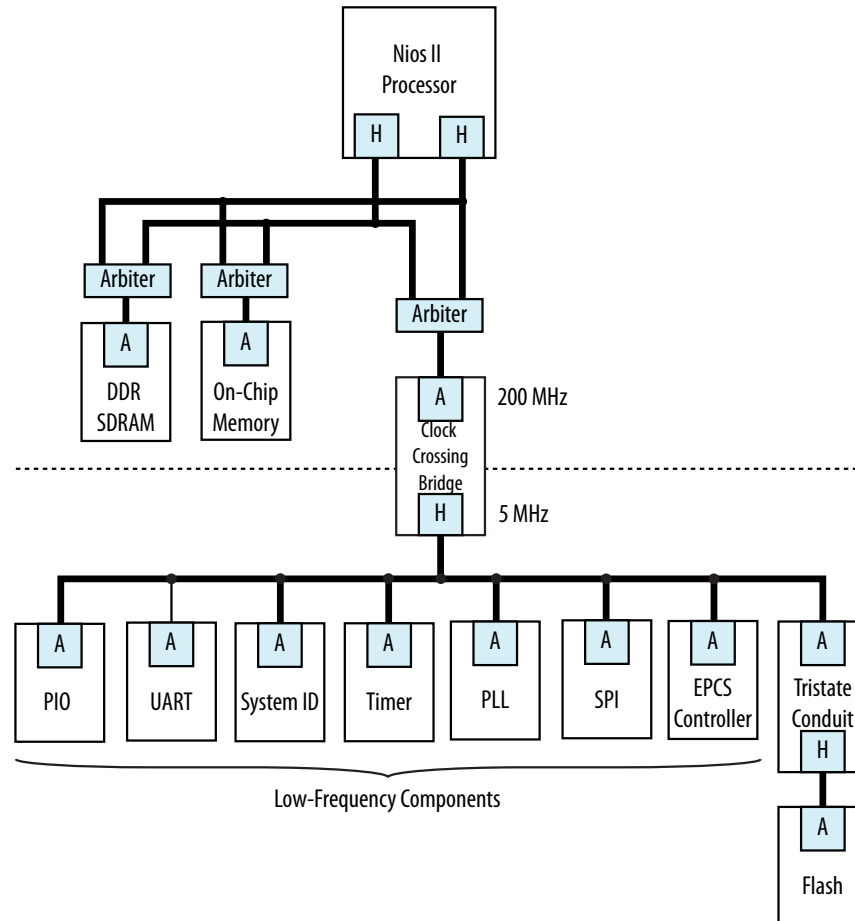 Nios II
Processor
H
H
Arbiter
Arbiter
Arbiter
A
A
DDR
SDRAM
On-Chip
Memory
A
200 MHz
Clock
Crossing
Bridge
H
5 MHz
A
A
A
A
A
A
A
A
PIO
UART
System ID
Timer
PLL
SPI
EPCS
Controller
Tristate
Conduit
H
Low-Frequency Components
A
Flash